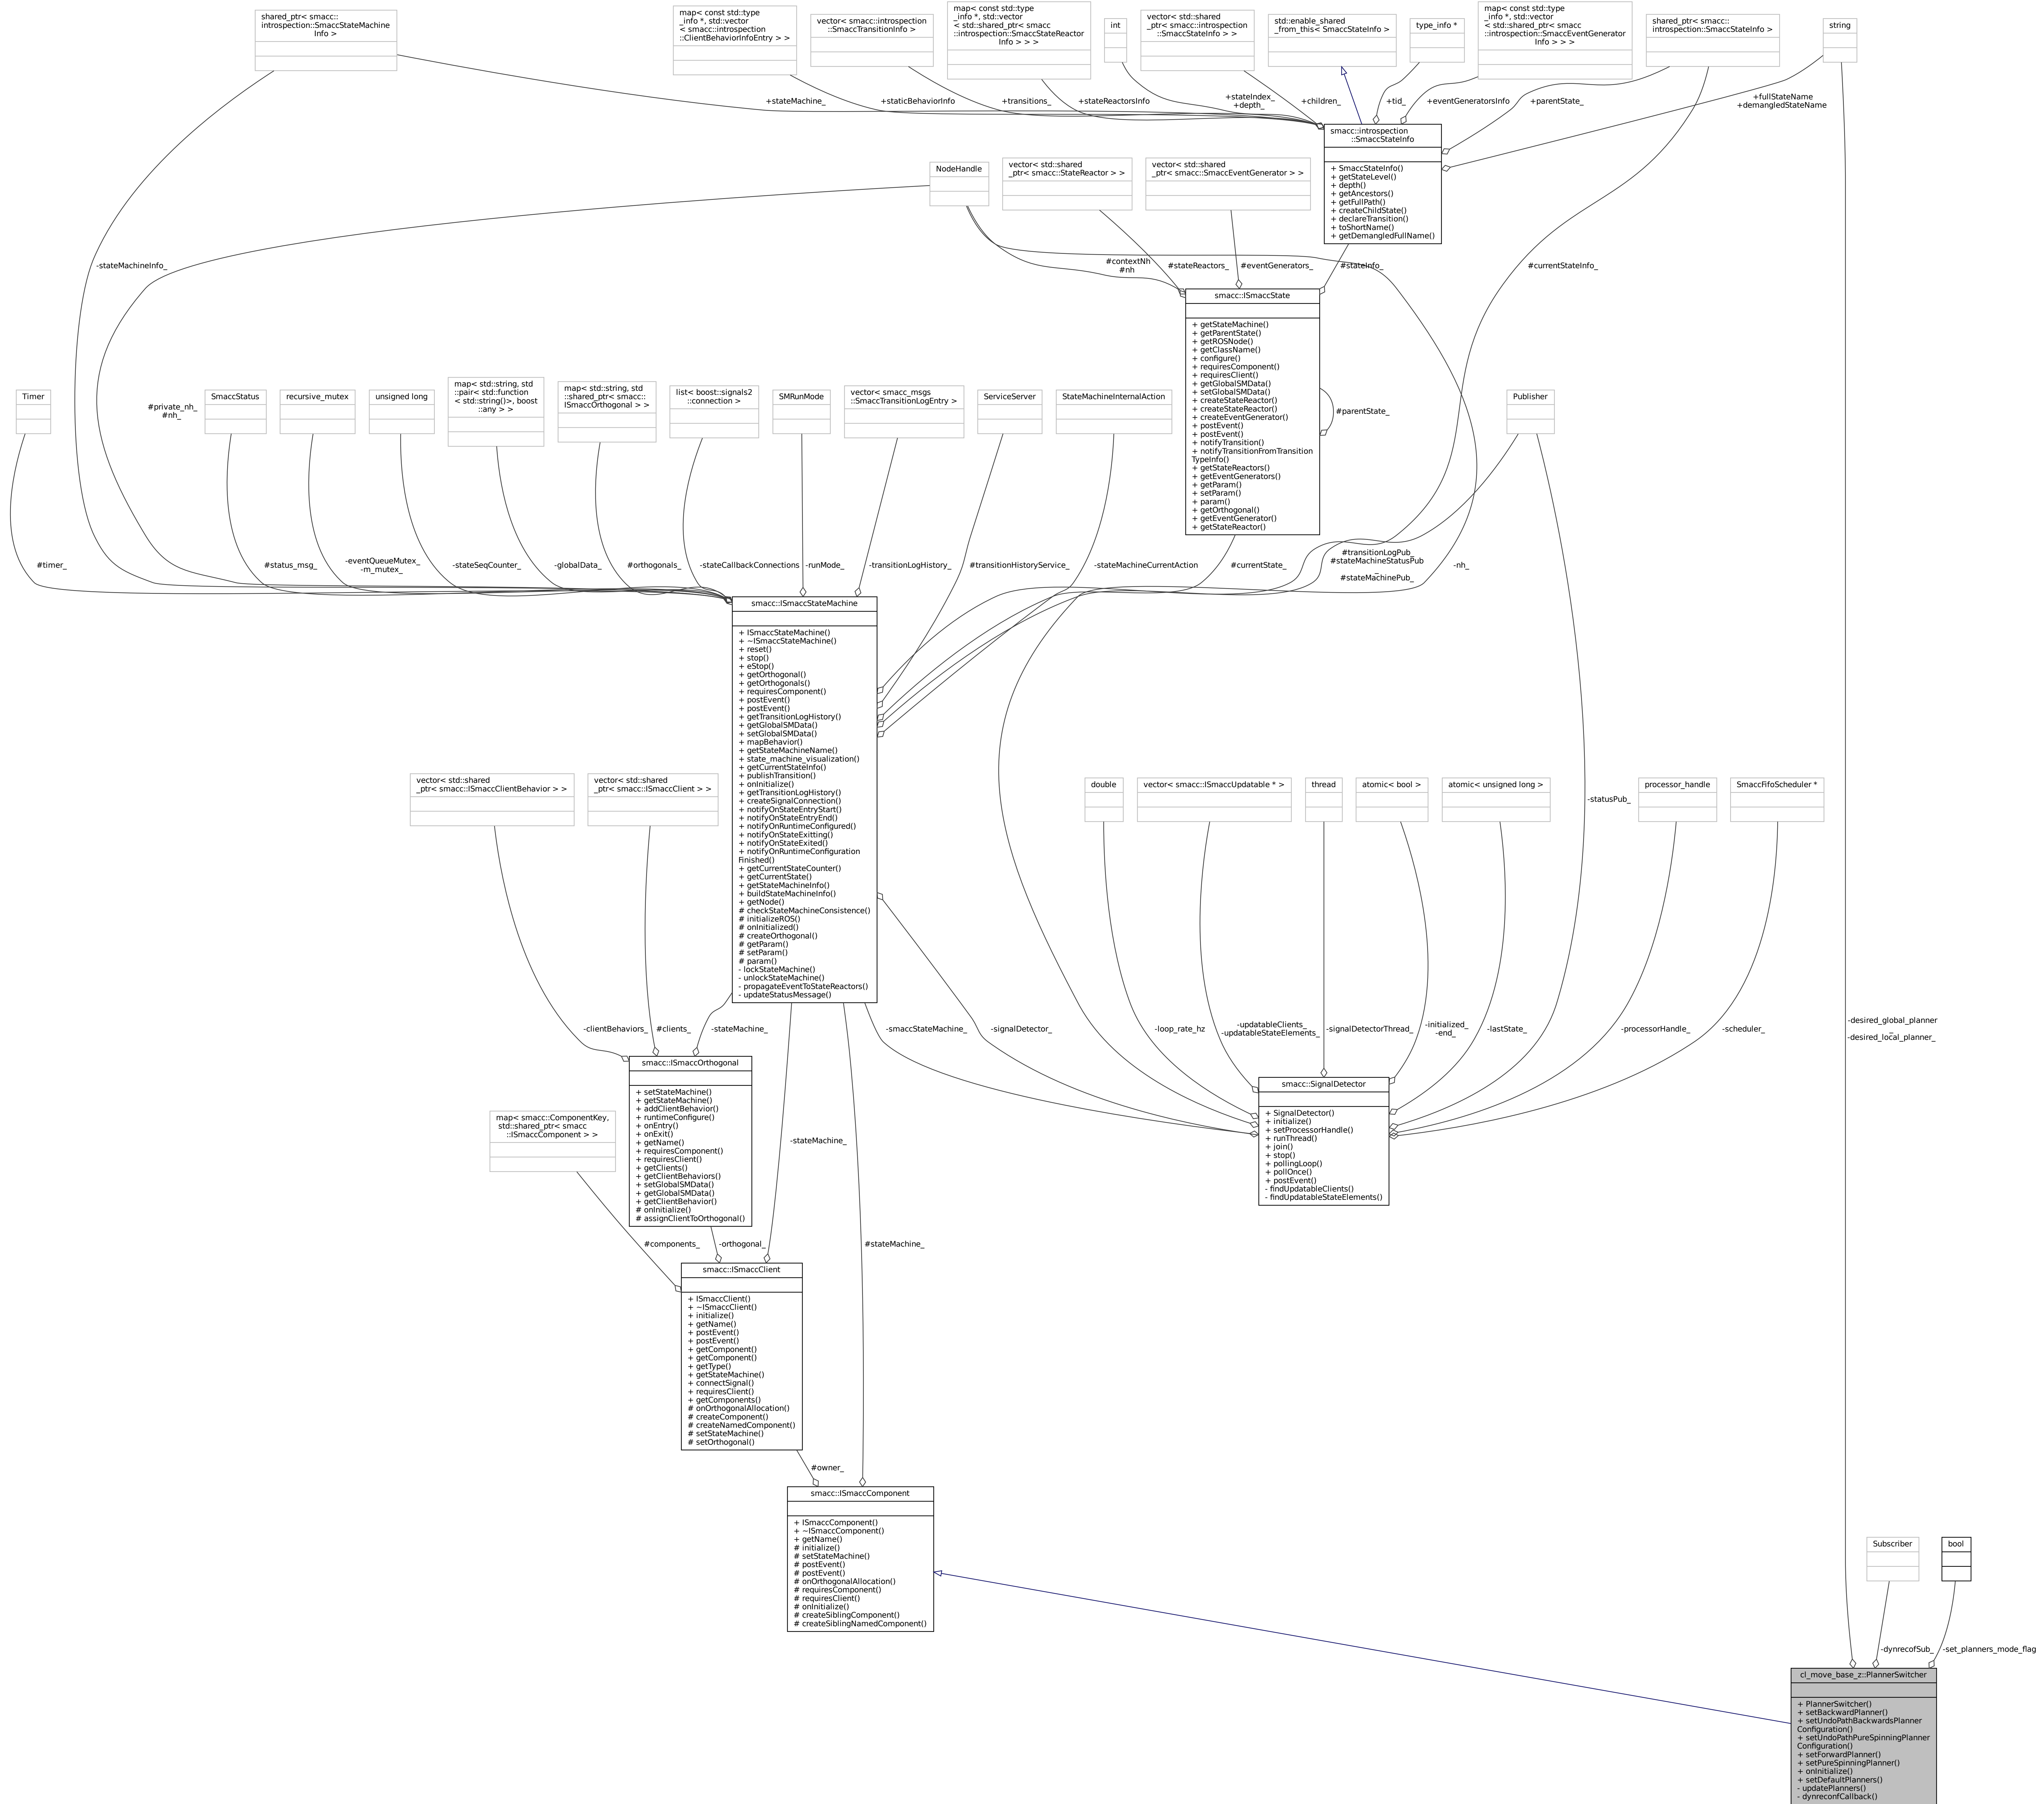 shared_ptr< smacc::
introspection::SmaccStateMachine
Info >
map< const std::type
_info *, std::vector
< smacc::introspection
::ClientBehaviorInfoEntry > >
vector< smacc::introspection
::SmaccTransitionInfo >
map< const std::type
_info *, std::vector
< std::shared_ptr< smacc
::introspection::SmaccStateReactor
Info > > >
int
vector< std::shared
_ptr< smacc::introspection
::SmaccStateInfo > >
std::enable_shared
_from_this< SmaccStateInfo >
type_info *
map< const std::type
_info *, std::vector
< std::shared_ptr< smacc
::introspection::SmaccEventGenerator
Info > > >
shared_ptr< smacc::
introspection::SmaccStateInfo >
string
+stateMachine_
+staticBehaviorInfo
+transitions_
+stateReactorsInfo
+stateIndex_
+depth_
+children_
+tid_
+eventGeneratorsInfo
+parentState_
+fullStateName
+demangledStateName
smacc::introspection
::SmaccStateInfo
+ SmaccStateInfo()
+ getStateLevel()
+ depth()
+ getAncestors()
+ getFullPath()
+ createChildState()
+ declareTransition()
+ toShortName()
+ getDemangledFullName()
NodeHandle
vector< std::shared
_ptr< smacc::StateReactor > >
vector< std::shared
_ptr< smacc::SmaccEventGenerator > >
-stateMachineInfo_
#contextNh
#nh
#stateReactors_
#eventGenerators_
#stateInfo_
#currentStateInfo_
smacc::ISmaccState
+ getStateMachine()
+ getParentState()
+ getROSNode()
+ getClassName()
+ configure()
+ requiresComponent()
+ requiresClient()
+ getGlobalSMData()
+ setGlobalSMData()
+ createStateReactor()
+ createStateReactor()
+ createEventGenerator()
+ postEvent()
+ postEvent()
+ notifyTransition()
+ notifyTransitionFromTransition
TypeInfo()
+ getStateReactors()
+ getEventGenerators()
+ getParam()
+ setParam()
+ param()
+ getOrthogonal()
+ getEventGenerator()
+ getStateReactor()
#parentState_
Timer
#private_nh_
#nh_
SmaccStatus
recursive_mutex
unsigned long
map< std::string, std
::pair< std::function
< std::string()>, boost
::any > >
map< std::string, std
::shared_ptr< smacc::
ISmaccOrthogonal > >
list< boost::signals2
::connection >
SMRunMode
vector< smacc_msgs
::SmaccTransitionLogEntry >
ServiceServer
StateMachineInternalAction
Publisher
#timer_
#status_msg_
-eventQueueMutex_
-m_mutex_
-stateSeqCounter_
-globalData_
#orthogonals_
-stateCallbackConnections
-runMode_
-transitionLogHistory_
#transitionHistoryService_
-stateMachineCurrentAction
#currentState_
#transitionLogPub_
#stateMachineStatusPub
_
#stateMachinePub_
-nh_
smacc::ISmaccStateMachine
+ ISmaccStateMachine()
+ ~ISmaccStateMachine()
+ reset()
+ stop()
+ eStop()
+ getOrthogonal()
+ getOrthogonals()
+ requiresComponent()
+ postEvent()
+ postEvent()
+ getTransitionLogHistory()
+ getGlobalSMData()
+ setGlobalSMData()
+ mapBehavior()
+ getStateMachineName()
+ state_machine_visualization()
+ getCurrentStateInfo()
+ publishTransition()
+ onInitialize()
+ getTransitionLogHistory()
+ createSignalConnection()
+ notifyOnStateEntryStart()
+ notifyOnStateEntryEnd()
+ notifyOnRuntimeConfigured()
+ notifyOnStateExitting()
+ notifyOnStateExited()
+ notifyOnRuntimeConfiguration
Finished()
+ getCurrentStateCounter()
+ getCurrentState()
+ getStateMachineInfo()
+ buildStateMachineInfo()
+ getNode()
# checkStateMachineConsistence()
# initializeROS()
# onInitialized()
# createOrthogonal()
# getParam()
# setParam()
# param()
- lockStateMachine()
- unlockStateMachine()
- propagateEventToStateReactors()
- updateStatusMessage()
vector< std::shared
_ptr< smacc::ISmaccClientBehavior > >
vector< std::shared
_ptr< smacc::ISmaccClient > >
double
vector< smacc::ISmaccUpdatable * >
thread
atomic< bool >
atomic< unsigned long >
-statusPub_
processor_handle
SmaccFifoScheduler *
-clientBehaviors_
#clients_
-stateMachine_
-smaccStateMachine_
-signalDetector_
-loop_rate_hz
-updatableClients_
-updatableStateElements_
-signalDetectorThread_
-initialized_
-end_
-lastState_
-processorHandle_
-scheduler_
-desired_global_planner
_
-desired_local_planner_
smacc::ISmaccOrthogonal
+ setStateMachine()
+ getStateMachine()
+ addClientBehavior()
+ runtimeConfigure()
+ onEntry()
+ onExit()
+ getName()
+ requiresComponent()
+ requiresClient()
+ getClients()
+ getClientBehaviors()
+ setGlobalSMData()
+ getGlobalSMData()
+ getClientBehavior()
# onInitialize()
# assignClientToOrthogonal()
smacc::SignalDetector
+ SignalDetector()
+ initialize()
+ setProcessorHandle()
+ runThread()
+ join()
+ stop()
+ pollingLoop()
+ pollOnce()
+ postEvent()
- findUpdatableClients()
- findUpdatableStateElements()
map< smacc::ComponentKey,
std::shared_ptr< smacc
::ISmaccComponent > >
-stateMachine_
#components_
-orthogonal_
#stateMachine_
smacc::ISmaccClient
+ ISmaccClient()
+ ~ISmaccClient()
+ initialize()
+ getName()
+ postEvent()
+ postEvent()
+ getComponent()
+ getComponent()
+ getType()
+ getStateMachine()
+ connectSignal()
+ requiresClient()
+ getComponents()
# onOrthogonalAllocation()
# createComponent()
# createNamedComponent()
# setStateMachine()
# setOrthogonal()
#owner_
smacc::ISmaccComponent
+ ISmaccComponent()
+ ~ISmaccComponent()
+ getName()
# initialize()
# setStateMachine()
# postEvent()
# postEvent()
# onOrthogonalAllocation()
# requiresComponent()
# requiresClient()
# onInitialize()
# createSiblingComponent()
# createSiblingNamedComponent()
Subscriber
bool
-dynrecofSub_
-set_planners_mode_flag
cl_move_base_z::PlannerSwitcher
+ PlannerSwitcher()
+ setBackwardPlanner()
+ setUndoPathBackwardsPlanner
Configuration()
+ setUndoPathPureSpinningPlanner
Configuration()
+ setForwardPlanner()
+ setPureSpinningPlanner()
+ onInitialize()
+ setDefaultPlanners()
- updatePlanners()
- dynreconfCallback()